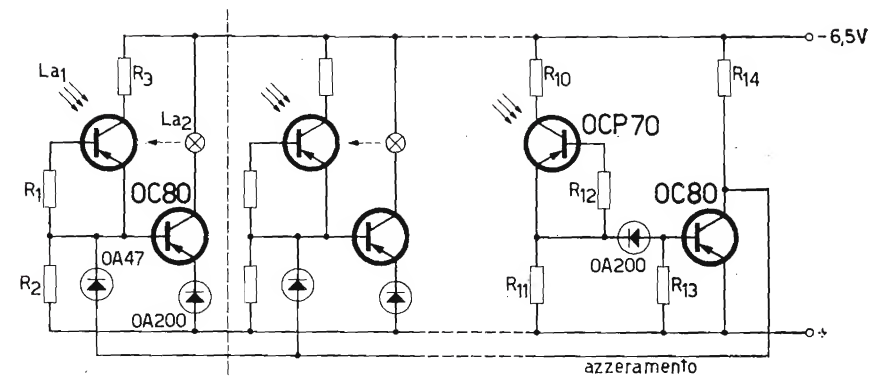 -6,5V
La1
R3
R10
R14
La2
OCP70
R1
OC80
R12
OC80
OA47
OA200
R2
OA200
R11
R13
+
azzeramento